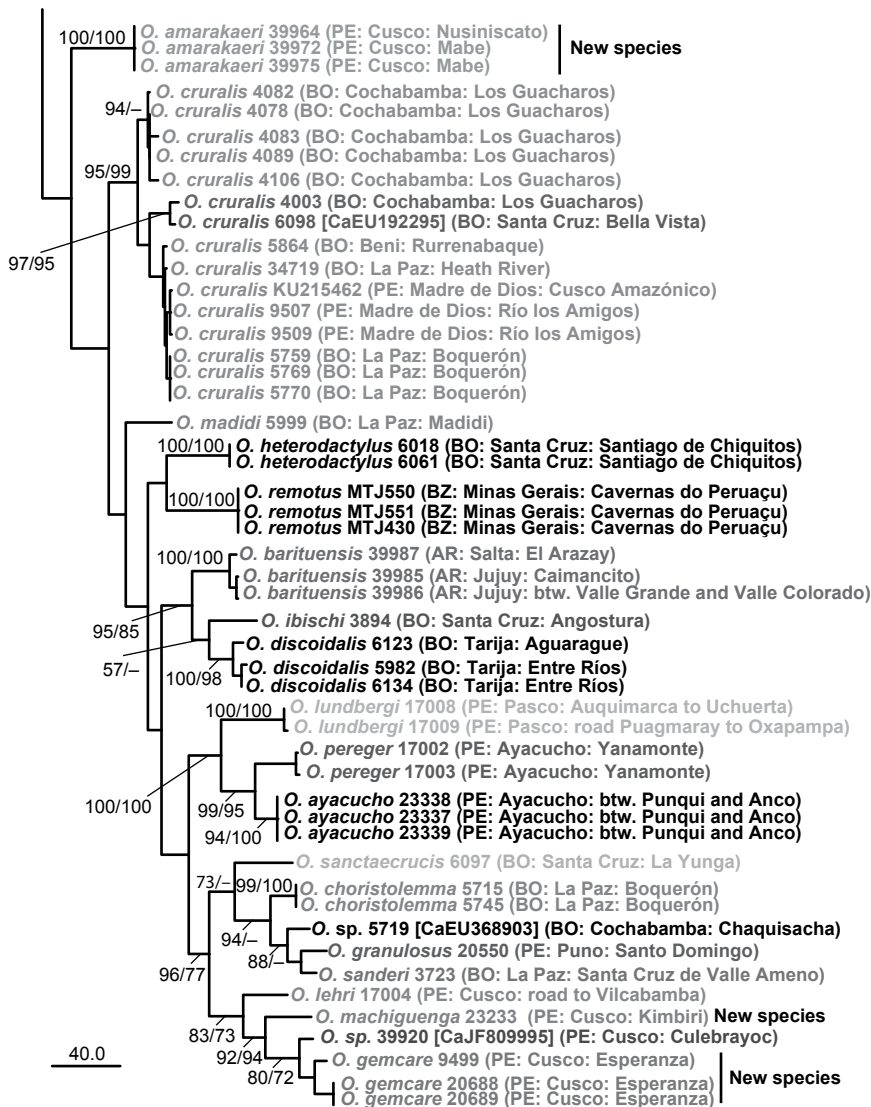 O. amarakaeri 39964 (PE: Cusco: Nusiniscato)
100/100
O. amarakaeri 39972 (PE: Cusco: Mabe)
New species
O. amarakaeri 39975 (PE: Cusco: Mabe)
O. cruralis 4082 (BO: Cochabamba: Los Guacharos)
94/–
O. cruralis 4078 (BO: Cochabamba: Los Guacharos)
O. cruralis 4083 (BO: Cochabamba: Los Guacharos)
O. cruralis 4089 (BO: Cochabamba: Los Guacharos)
95/99
O. cruralis 4106 (BO: Cochabamba: Los Guacharos)
O. cruralis 4003 (BO: Cochabamba: Los Guacharos)
O. cruralis 6098 [CaEU192295] (BO: Santa Cruz: Bella Vista)
97/95
O. cruralis 5864 (BO: Beni: Rurrenabaque)
O. cruralis 34719 (BO: La Paz: Heath River)
O. cruralis KU215462 (PE: Madre de Dios: Cusco Amazónico)
O. cruralis 9507 (PE: Madre de Dios: Río los Amigos)
O. cruralis 9509 (PE: Madre de Dios: Río los Amigos)
O. cruralis 5759 (BO: La Paz: Boquerón)
O. cruralis 5769 (BO: La Paz: Boquerón)
O. cruralis 5770 (BO: La Paz: Boquerón)
O. madidi 5999 (BO: La Paz: Madidi)
100/100
O. heterodactylus 6018 (BO: Santa Cruz: Santiago de Chiquitos)
O. heterodactylus 6061 (BO: Santa Cruz: Santiago de Chiquitos)
O. remotus MTJ550 (BZ: Minas Gerais: Cavernas do Peruaçu)
100/100
O. remotus MTJ551 (BZ: Minas Gerais: Cavernas do Peruaçu)
O. remotus MTJ430 (BZ: Minas Gerais: Cavernas do Peruaçu)
100/100
O. barituensis 39987 (AR: Salta: El Arazay)
O. barituensis 39985 (AR: Jujuy: Caimancito)
O. barituensis 39986 (AR: Jujuy: btw. Valle Grande and Valle Colorado)
95/85
O. ibischi 3894 (BO: Santa Cruz: Angostura)
O. discoidalis 6123 (BO: Tarija: Aguarague)
57/–
100/98
O. discoidalis 5982 (BO: Tarija: Entre Ríos)
O. discoidalis 6134 (BO: Tarija: Entre Ríos)
100/100
O. lundbergi 17008 (PE: Pasco: Auquimarca to Uchuerta)
O. lundbergi 17009 (PE: Pasco: road Puagmaray to Oxapampa)
O. pereger 17002 (PE: Ayacucho: Yanamonte)
O. pereger 17003 (PE: Ayacucho: Yanamonte)
100/100
99/95
O. ayacucho 23338 (PE: Ayacucho: btw. Punqui and Anco)
O. ayacucho 23337 (PE: Ayacucho: btw. Punqui and Anco)
94/100
O. ayacucho 23339 (PE: Ayacucho: btw. Punqui and Anco)
O. sanctaecrucis 6097 (BO: Santa Cruz: La Yunga)
73/–
99/100
O. choristolemma 5715 (BO: La Paz: Boquerón)
O. choristolemma 5745 (BO: La Paz: Boquerón)
O. sp. 5719 [CaEU368903] (BO: Cochabamba: Chaquisacha)
94/–
O. granulosus 20550 (PE: Puno: Santo Domingo)
88/–
O. sanderi 3723 (BO: La Paz: Santa Cruz de Valle Ameno)
96/77
O. lehri 17004 (PE: Cusco: road to Vilcabamba)
O. machiguenga 23233 (PE: Cusco: Kimbiri) New species
83/73
O. sp. 39920 [CaJF809995] (PE: Cusco: Culebrayoc)
92/94
40.0
O. gemcare 9499 (PE: Cusco: Esperanza)
80/72
New species
O. gemcare 20688 (PE: Cusco: Esperanza)
O. gemcare 20689 (PE: Cusco: Esperanza)